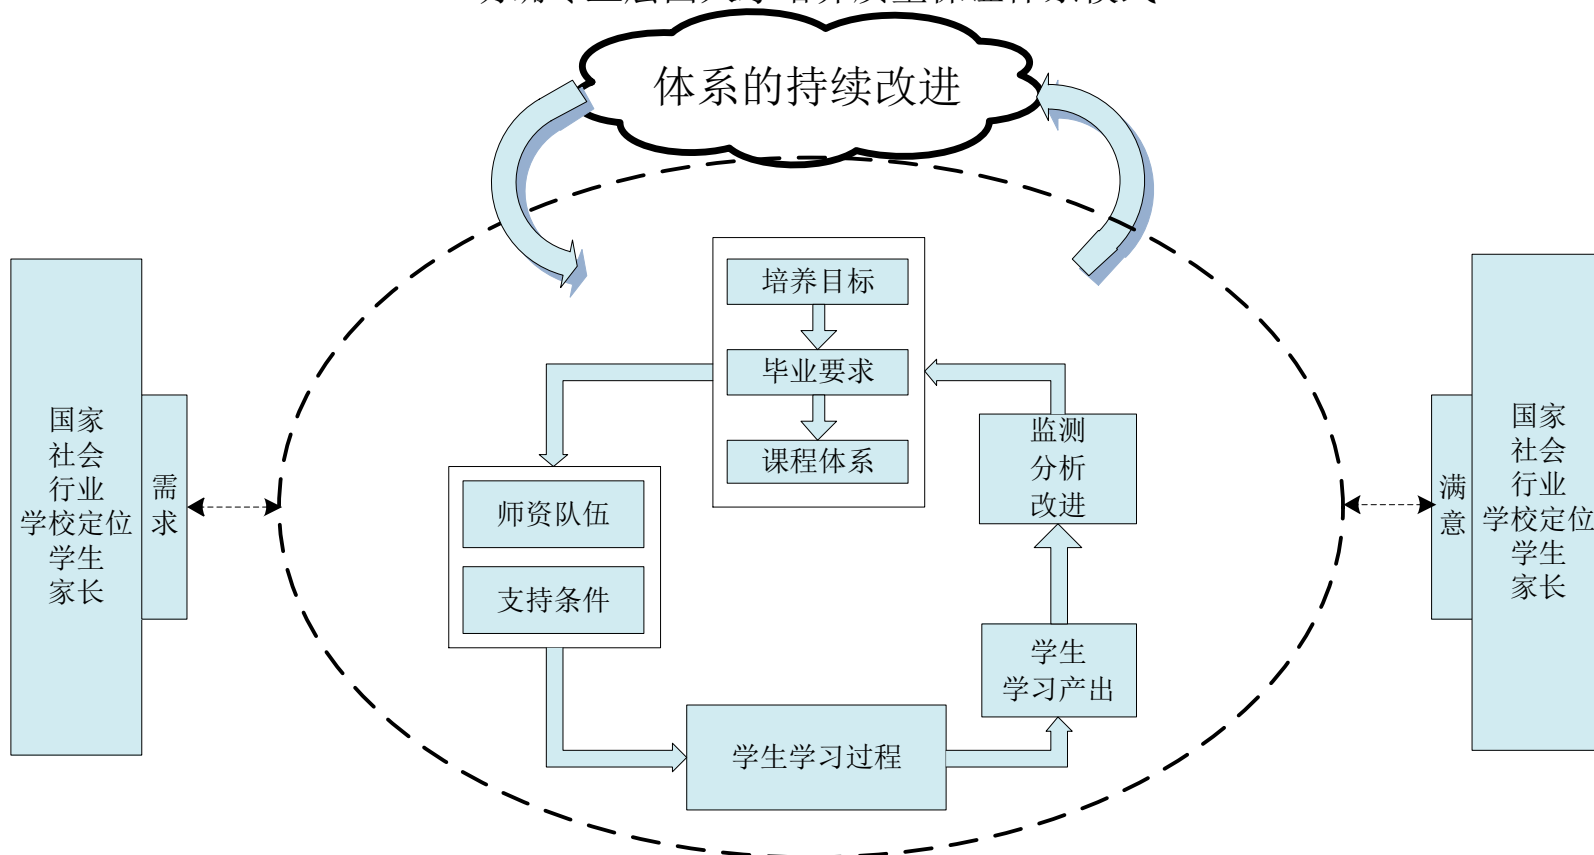 体系的持续改进
培养目标
毕业要求
课程体系
师资队伍
支持条件
监测
分析
改进
学生
学习产出
学生学习过程
国家
社会
行业
学校定位
学生
家长
需
求
满
意
国家
社会
行业
学校定位
学生
家长